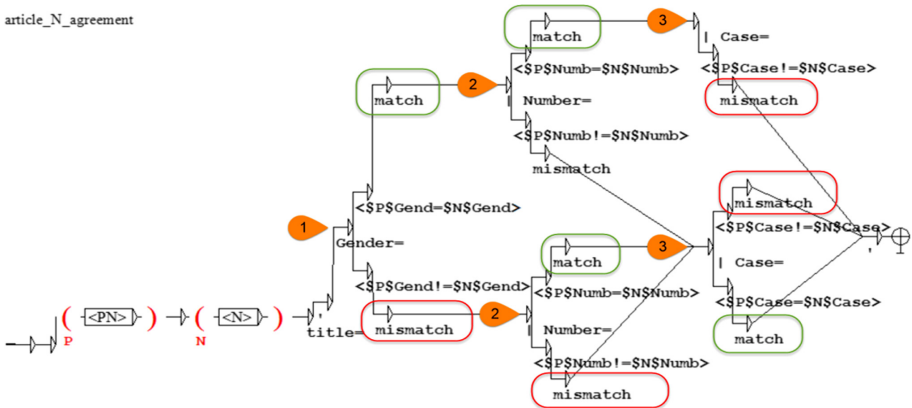 article_N_agreement
3
match
| Case=
<$P$Numb=$N$Numb>
<$P$Case!=$N$Case>
2
match
mismatch
| Number=
<$P$Numb!=$N$Numb>
mismatch
mismatch
<$P$Gend=$N$Gend>
<$P$Case!=$N$Case>
1
3
Gender=
match
| Case=
<$P$Gend!=$N$Gend>
<$P$Numb=$N$Numb>
<$P$Case=$N$Case>
( <PN> )
( <N> )
2
'
title=
mismatch
| Number=
match
P
N
<$P$Numb!=$N$Numb>
mismatch
'